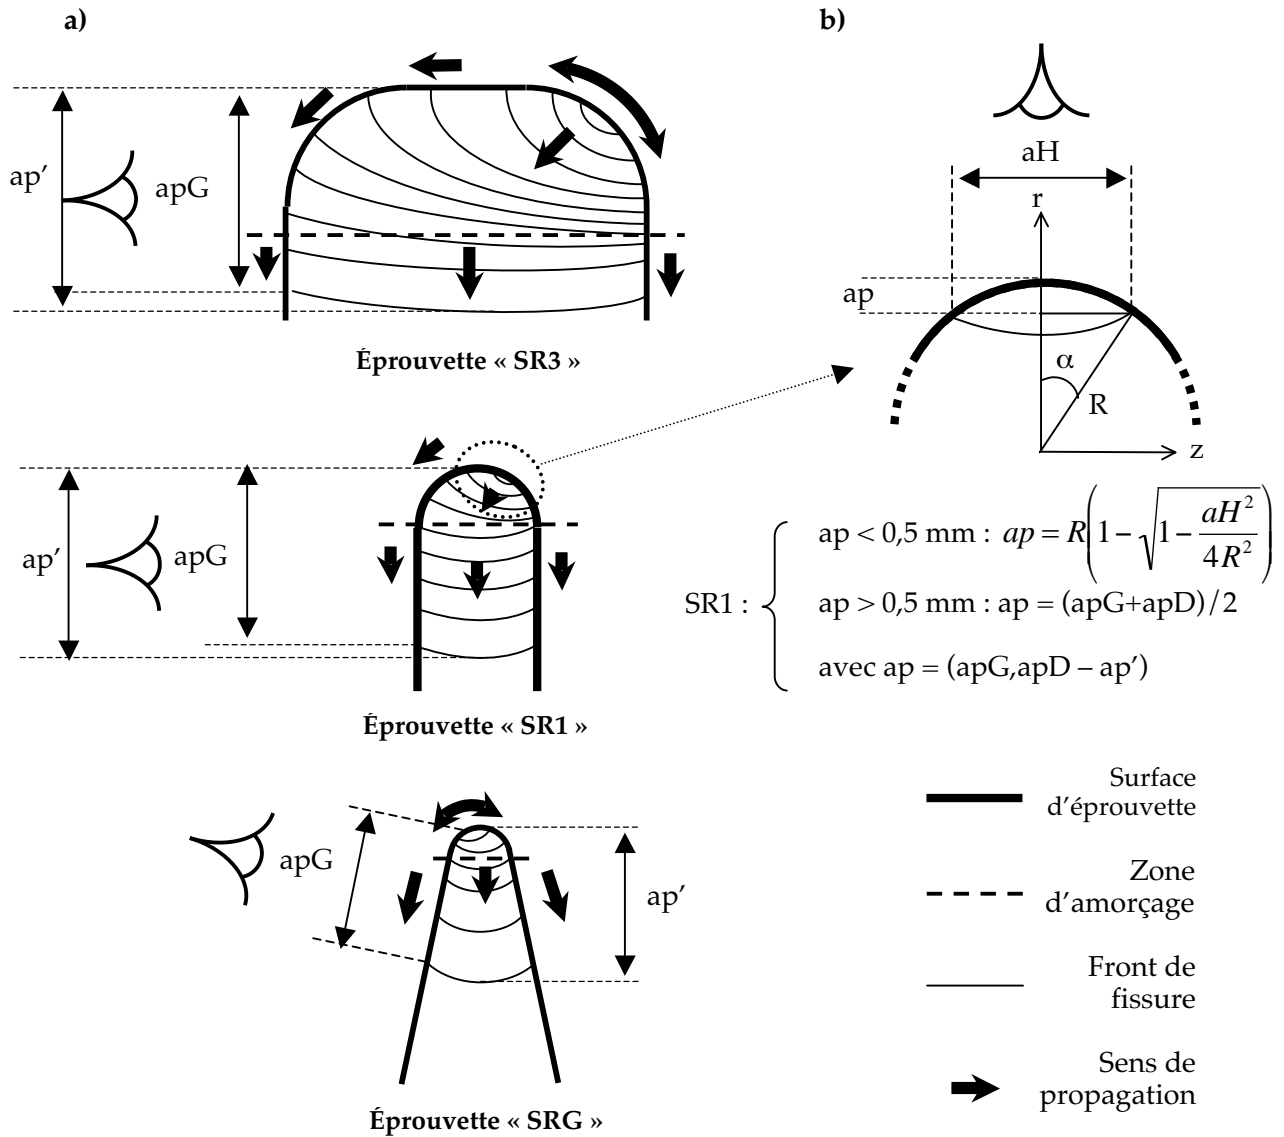 a)
ap’
apG
Éprouvette « SR3 »
b)
aH
r
ap
α
R
z
ap’
apG
Éprouvette « SR1 »
SR1 :
ap < 0,5 mm : ap = R(1 − √(1 − aH²/4R²))
ap > 0,5 mm : ap = (apG+apD)/2
avec ap = (apG,apD – ap’)
apG
ap’
Éprouvette « SRG »
Surface
d’éprouvette
Zone
d’amorçage
Front de
fissure
Sens de
propagation